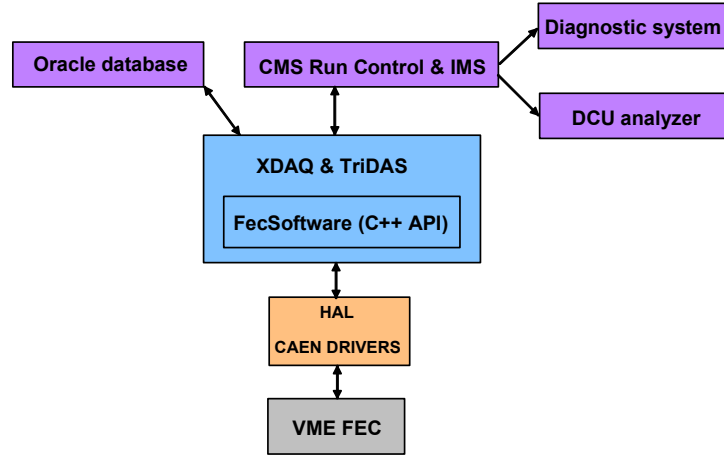 Diagnostic system
Oracle database
CMS Run Control & IMS
DCU analyzer
XDAQ & TriDAS
FecSoftware (C++ API)
HAL
CAEN DRIVERS
VME FEC